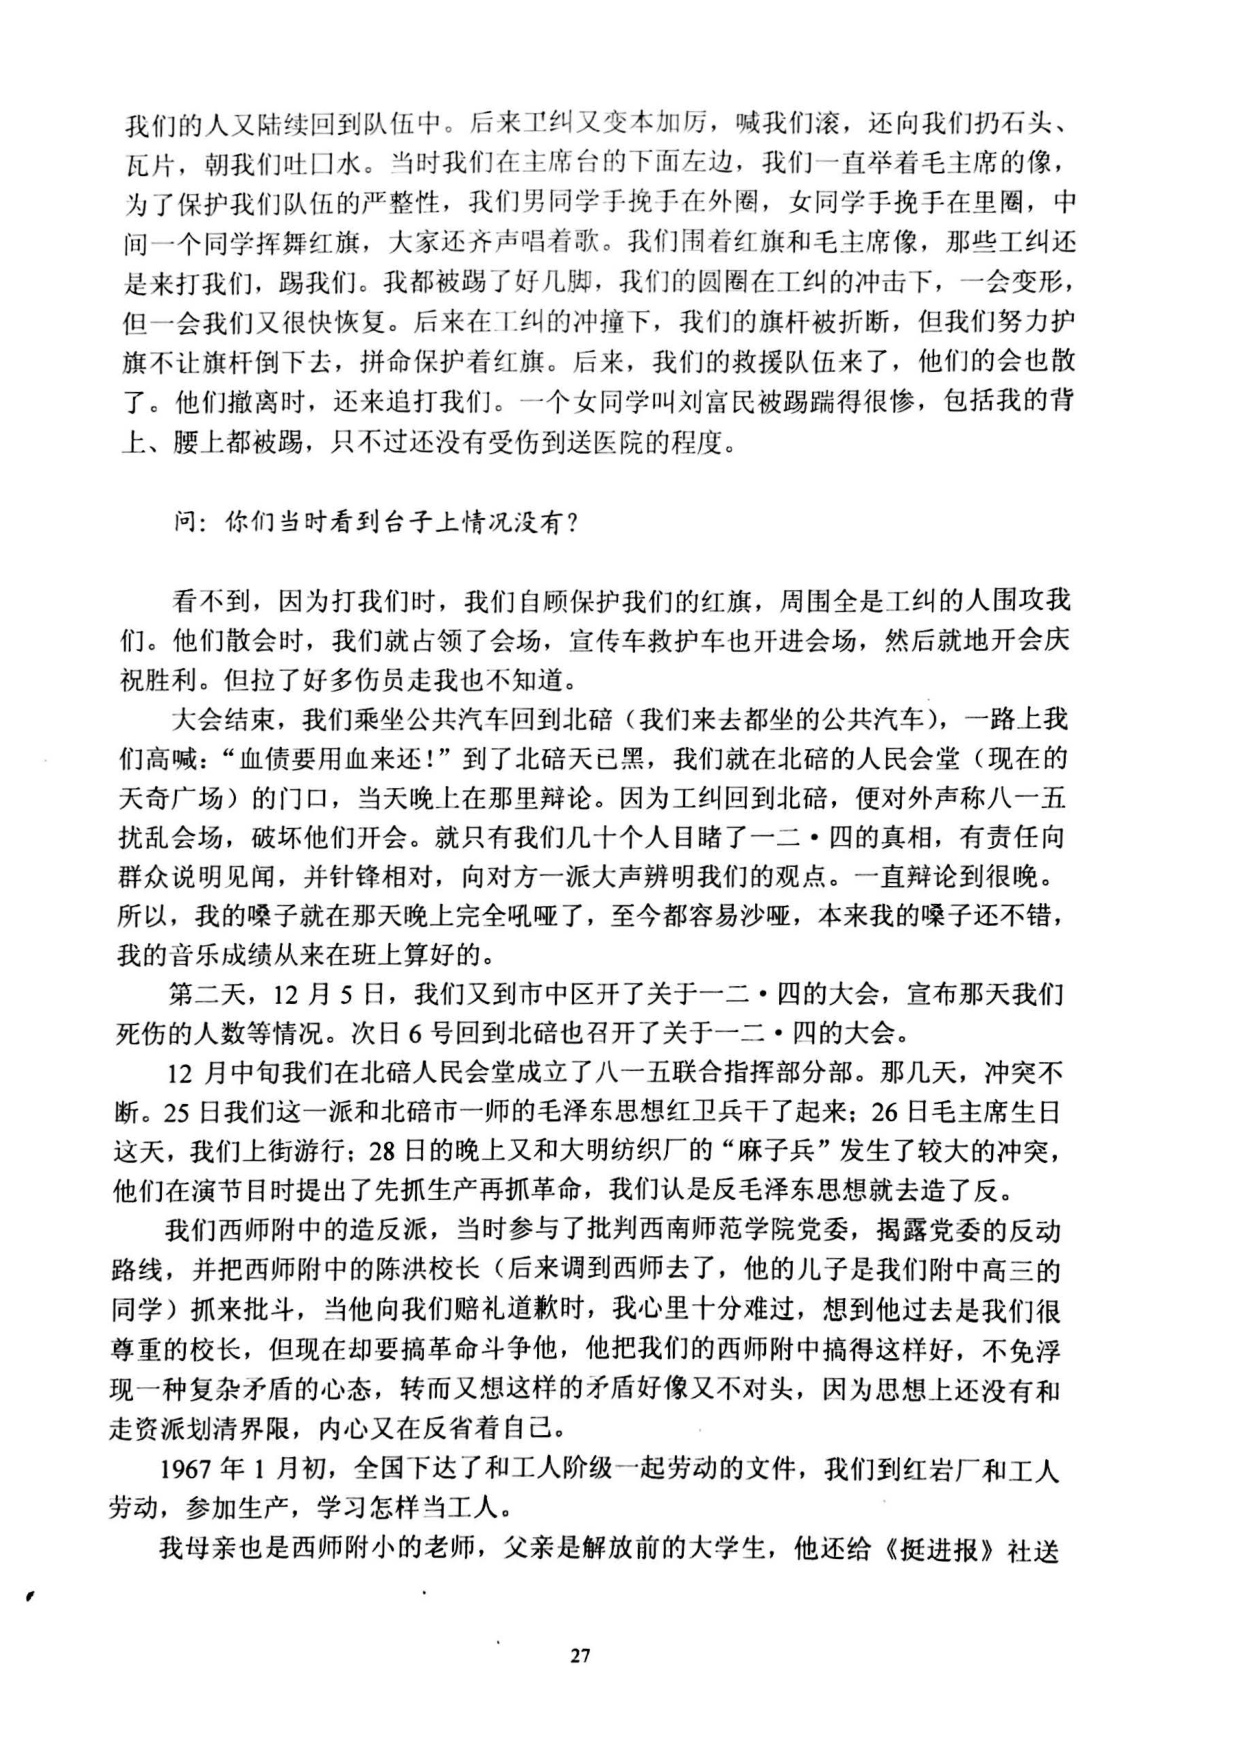 我们的人又陆续回到队伍中。后来工纠又变本加厉，喊我们滚，还向我们扔石头、
瓦片，朝我们吐口水。当时我们在主席台的下面左边，我们一直举着毛主席的像，
为了保护我们队伍的严整性，我们男同学手挽手在外圈，女同学手挽手在里圈，中
间一个同学挥舞红旗，大家还齐声唱着歌。我们围着红旗和毛主席像，那些工纠还
是来打我们，踢我们。我都被踢了好几脚，我们的圆圈在工纠的冲击下，一会变形，
但一会我们又很快恢复。后来在工纠的冲撞下，我们的旗杆被折断，但我们努力护
旗不让旗杆倒下去，拼命保护着红旗。后来，我们的救援队伍来了，他们的会也散
了。他们撤离时，还来追打我们。一个女同学叫刘富民被踢踹得很惨，包括我的背
上、腰上都被踢，只不过还没有受伤到送医院的程度。
问：你们当时看到台子上情况没有？
看不到，因为打我们时，我们自顾保护我们的红旗，周围全是工纠的人围攻我
们。他们散会时，我们就占领了会场，宣传车救护车也开进会场，然后就地开会庆
祝胜利。但拉了好多伤员走我也不知道。
大会结束，我们乘坐公共汽车回到北碚（我们来去都坐的公共汽车），一路上我
们高喊：“血债要用血来还！”到了北碚天已黑，我们就在北碚的人民会堂（现在的
天奇广场）的门口，当天晚上在那里辩论。因为工纠回到北碚，便对外声称八一五
扰乱会场，破坏他们开会。就只有我们几十个人目睹了一二·四的真相，有责任向
群众说明见闻，并针锋相对，向对方一派大声辨明我们的观点。一直辩论到很晚。
所以，我的嗓子就在那天晚上完全吼哑了，至今都容易沙哑，本来我的嗓子还不错，
我的音乐成绩从来在班上算好的。
第二天，12 月 5 日，我们又到市中区开了关于一二·四的大会，宣布那天我们
死伤的人数等情况。次日 6 号回到北碚也召开了关于一二·四的大会。
12 月中旬我们在北碚人民会堂成立了八一五联合指挥部分部。那几天，冲突不
断。25 日我们这一派和北碚市一师的毛泽东思想红卫兵干了起来；26 日毛主席生日
这天，我们上街游行；28 日的晚上又和大明纺织厂的“麻子兵”发生了较大的冲突，
他们在演节目时提出了先抓生产再抓革命，我们认是反毛泽东思想就去造了反。
我们西师附中的造反派，当时参与了批判西南师范学院党委，揭露党委的反动
路线，并把西师附中的陈洪校长（后来调到西师去了，他的儿子是我们附中高三的
同学）抓来批斗，当他向我们赔礼道歉时，我心里十分难过，想到他过去是我们很
尊重的校长，但现在却要搞革命斗争他，他把我们的西师附中搞得这样好，不免浮
现一种复杂矛盾的心态，转而又想这样的矛盾好像又不对头，因为思想上还没有和
走资派划清界限，内心又在反省着自己。
1967 年 1 月初，全国下达了和工人阶级一起劳动的文件，我们到红岩厂和工人
劳动，参加生产，学习怎样当工人。
我母亲也是西师附小的老师，父亲是解放前的大学生，他还给《挺进报》社送
27